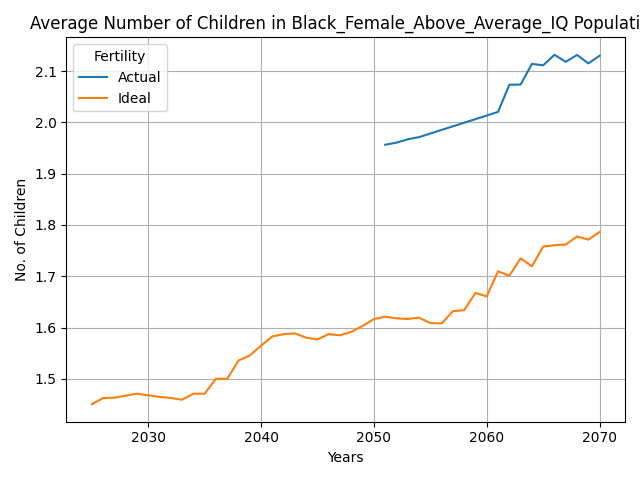 Average Number of Children in Black_Female_Above_Average_IQ Populati
Fertility
Actual
Ideal
2.1
2.0
1.9
1.8
1.7
1.6
1.5
No. of Children
2030 2040 2050 2060 2070
Years